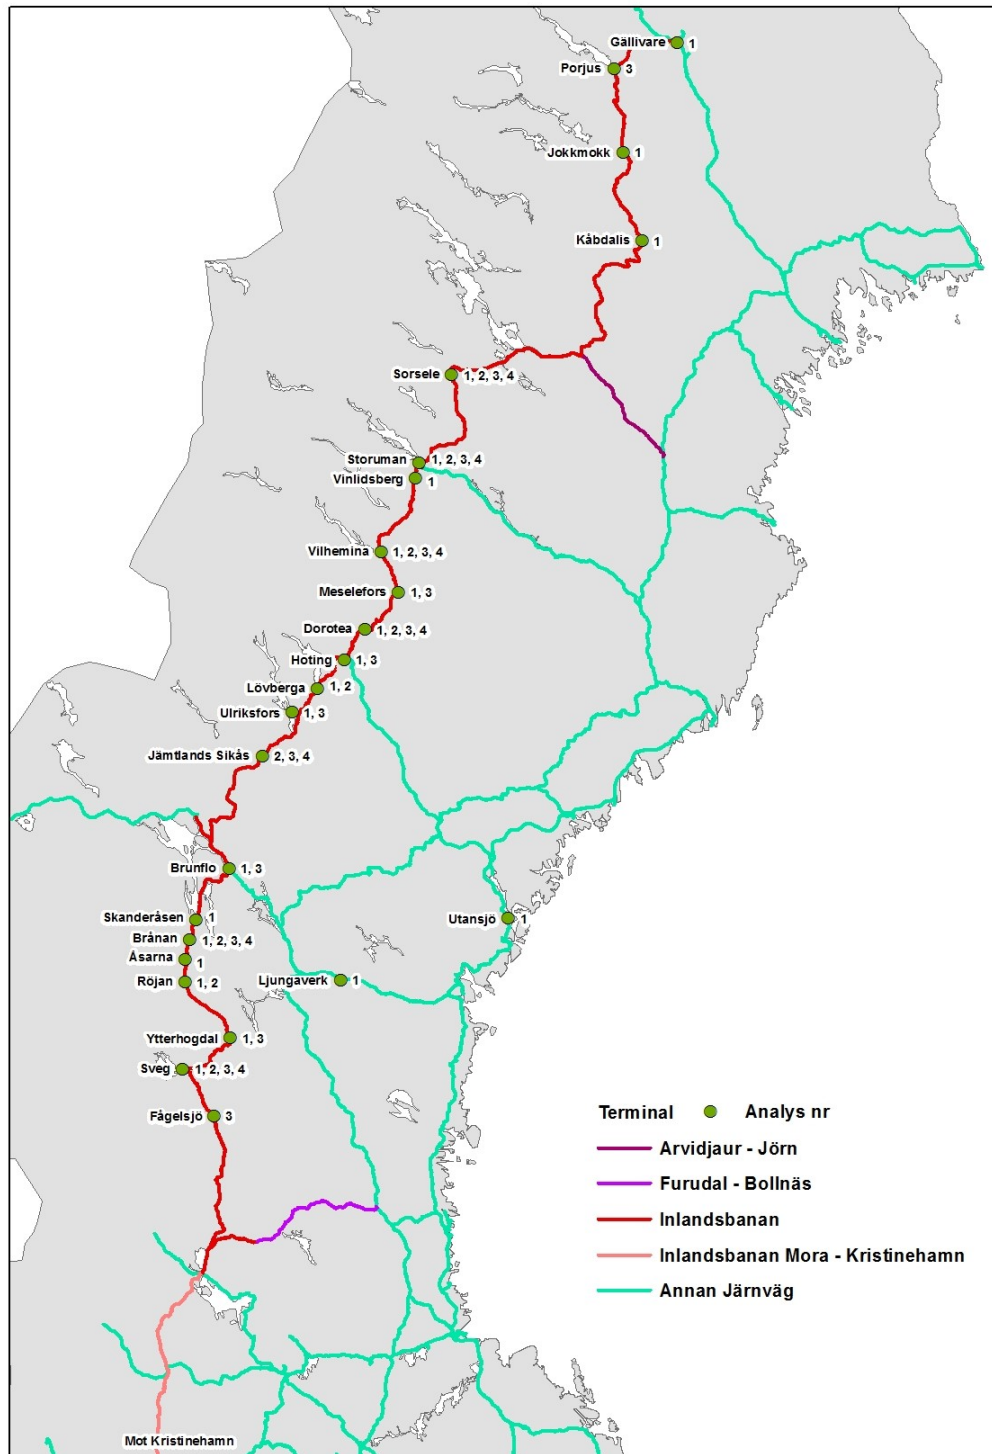 Gällivare 1
Porjus 3
Jokkmokk 1
Kåbdalis 1
Sorsele 1, 2, 3, 4
Storuman 1, 2, 3, 4
Vinlidsberg 1
Vilhemina 1, 2, 3, 4
Meselefors 1, 3
Dorotea 1, 2, 3, 4
Hoting 1, 3
Lövberga 1, 2
Ulriksfors 1, 3
Jämtlands Sikås 2, 3, 4
Brunflo 1, 3
Skanderåsen 1
Utansjö 1
Brånan 1, 2, 3, 4
Åsarna 1
Röjan 1, 2
Ljungaverk 1
Ytterhogdal 1, 3
Sveg 1, 2, 3, 4
Fågelsjö 3
Terminal Analys nr
Arvidjaur - Jörn
Furudal - Bollnäs
Inlandsbanan
Inlandsbanan Mora - Kristinehamn
Annan Järnväg
Mot Kristinehamn